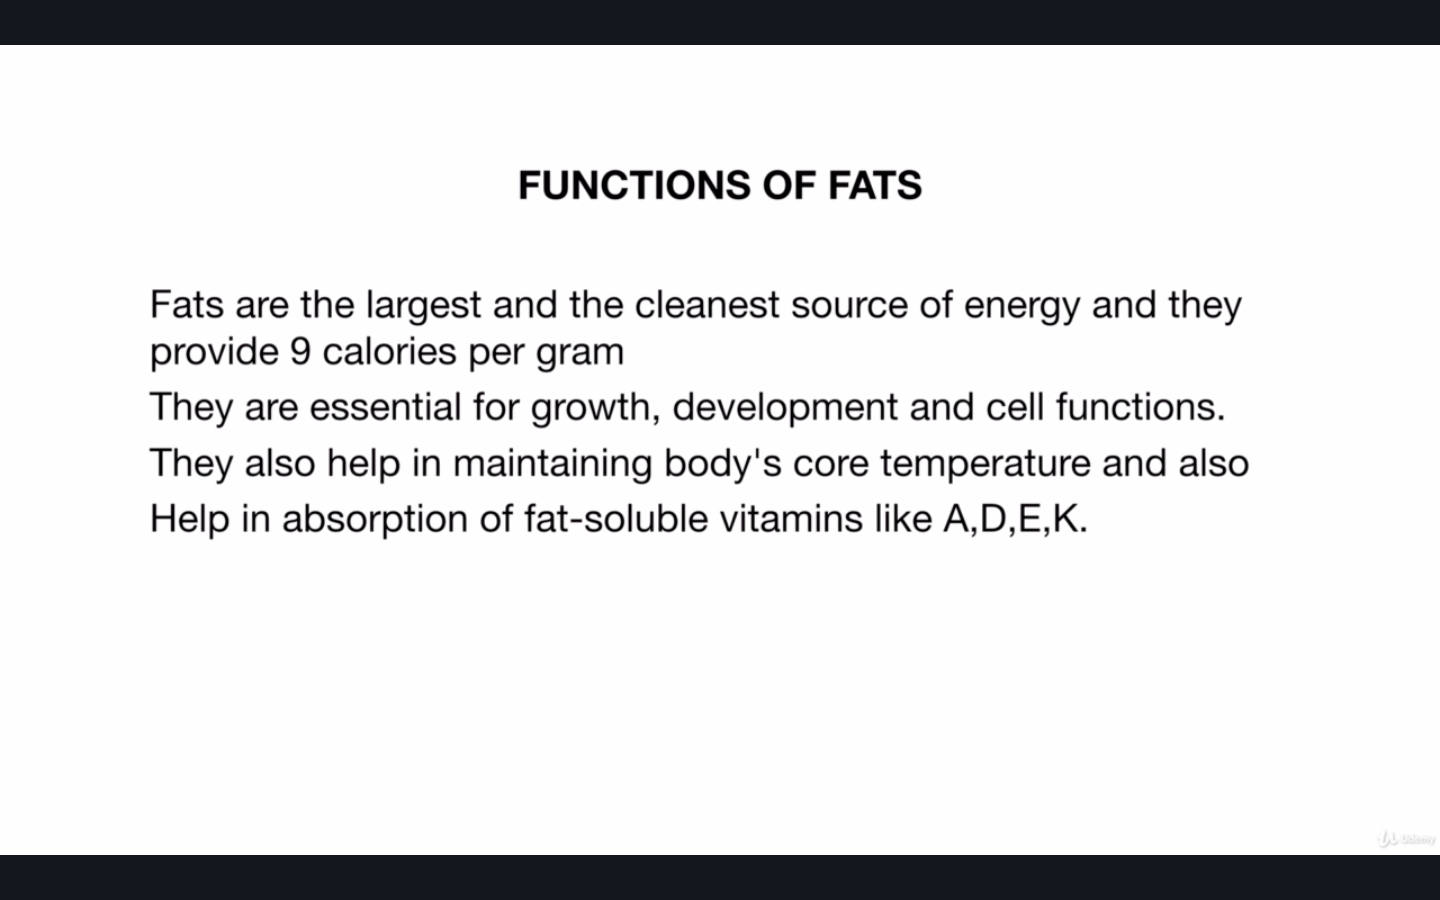 FUNCTIONS OF FATS
Fats are the largest and the cleanest source of energy and they
provide 9 calories per gram
They are essential for growth, development and cell functions.
They also help in maintaining body's core temperature and also
Help in absorption of fat-soluble vitamins like A,D,E,K.
Udemy